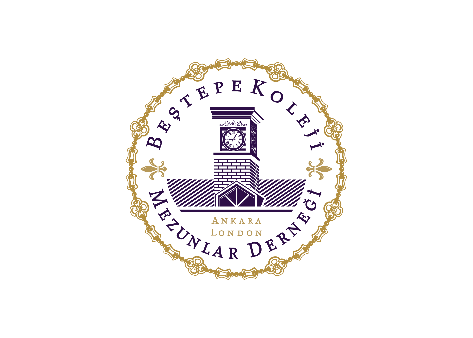 BEŞTEPE KOLEJİ
ANKARA
LONDON
MEZUNLAR DERNEĞİ